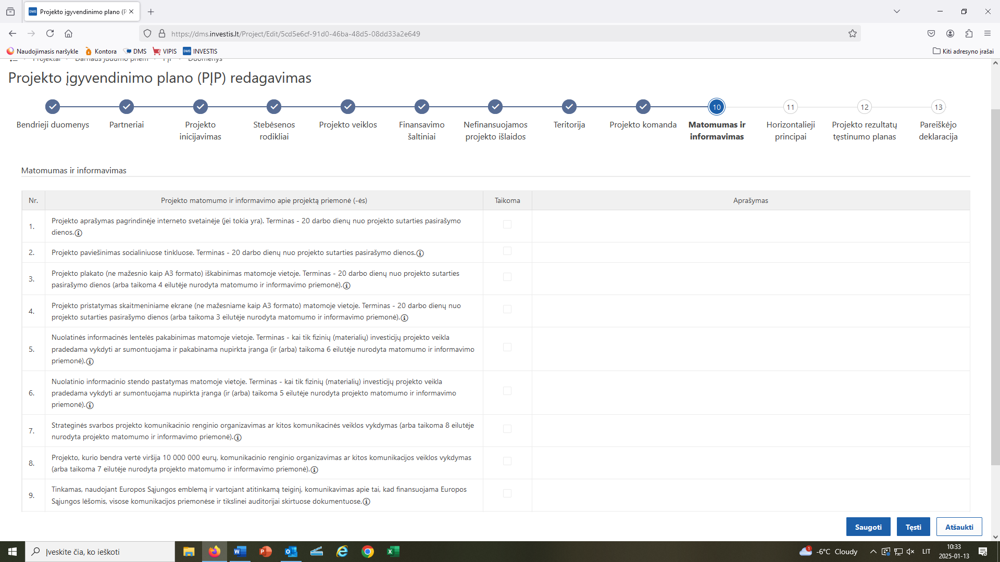 Projekto įgyvendinimo plano (P
https://dms.investis.lt/Project/Edit/5cd5e6cf-91d0-46ba-48d5-08dd33a2e649
Naudojimasis naršykle
Kontora
DMS
VIPIS
INVESTIS
Kiti adresyno įrašai
Projektai
Darnaus judumo priem
PĮP
Duomenys
Projekto įgyvendinimo plano (PĮP) redagavimas
10
11
12
13
Bendrieji duomenys
Partneriai
Projekto
inicijavimas
Stebėsenos
rodikliai
Projekto veiklos
Finansavimo
šaltiniai
Nefinansuojamos
projekto išlaidos
Teritorija
Projekto komanda
Matomumas ir
informavimas
Horizontalieji
principai
Projekto rezultatų
tęstinumo planas
Pareiškėjo
deklaracija
Matomumas ir informavimas
Nr.
Projekto matomumo ir informavimo apie projektą priemonė (-ės)
Taikoma
Aprašymas
1.
Projekto aprašymas pagrindinėje interneto svetainėje (jei tokia yra). Terminas - 20 darbo dienų nuo projekto sutarties pasirašymo
dienos.
2.
Projekto paviešinimas socialiniuose tinkluose. Terminas - 20 darbo dienų nuo projekto sutarties pasirašymo dienos.
3.
Projekto plakato (ne mažesnio kaip A3 formato) iškabinimas matomoje vietoje. Terminas - 20 darbo dienų nuo projekto sutarties
pasirašymo dienos (arba taikoma 4 eilutėje nurodyta matomumo ir informavimo priemonė).
4.
Projekto pristatymas skaitmeniniame ekrane (ne mažesniame kaip A3 formato) matomoje vietoje. Terminas - 20 darbo dienų nuo
projekto sutarties pasirašymo dienos (arba taikoma 3 eilutėje nurodyta matomumo ir informavimo priemonė).
5.
Nuolatinės informacinės lentelės pakabinimas matomoje vietoje. Terminas - kai tik fizinių (materialių) investicijų projekto veikla
pradedama vykdyti ar sumontuojama ir pakabinama nupirkta įranga (ir (arba) taikoma 6 eilutėje nurodyta matomumo ir informavimo
priemonė).
6.
Nuolatinio informacinio stendo pastatymas matomoje vietoje. Terminas - kai tik fizinių (materialių) investicijų projekto veikla
pradedama vykdyti ar sumontuojama nupirkta įranga (ir (arba) taikoma 5 eilutėje nurodyta projekto matomumo ir informavimo
priemonė).
7.
Strateginės svarbos projekto komunikacinio renginio organizavimas ar kitos komunikacinės veiklos vykdymas (arba taikoma 8 eilutėje
nurodyta projekto matomumo ir informavimo priemonė).
8.
Projekto, kurio bendra vertė viršija 10 000 000 eurų, komunikacinio renginio organizavimas ar kitos komunikacijos veiklos vykdymas
(arba taikoma 7 eilutėje nurodyta projekto matomumo ir informavimo priemonė).
9.
Tinkamas, naudojant Europos Sąjungos emblemą ir vartojant atitinkamą teiginį, komunikavimas apie tai, kad finansuojama Europos
Sąjungos lėšomis, visose komunikacijos priemonėse ir tikslinei auditorijai skirtuose dokumentuose.
Saugoti
Tęsti
Atšaukti
Įveskite čia, ko ieškoti
-6°C Cloudy
LIT
10:33
2025-01-13